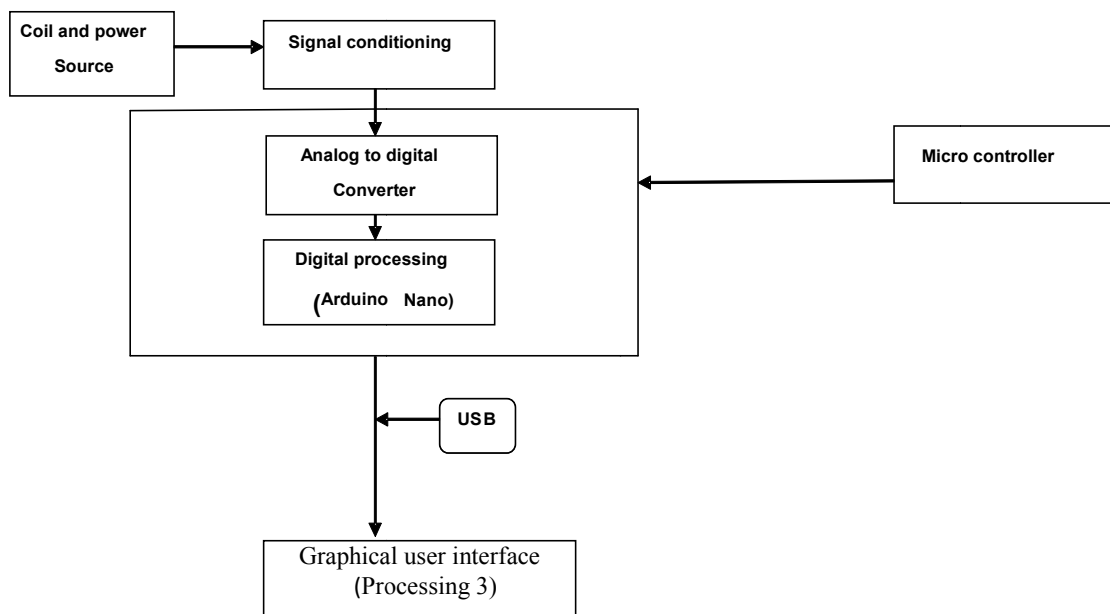 Coil and power
Source
Signal conditioning
Analog to digital
Converter
Micro controller
Digital processing
(Arduino Nano)
USB
Graphical user interface
(Processing 3)